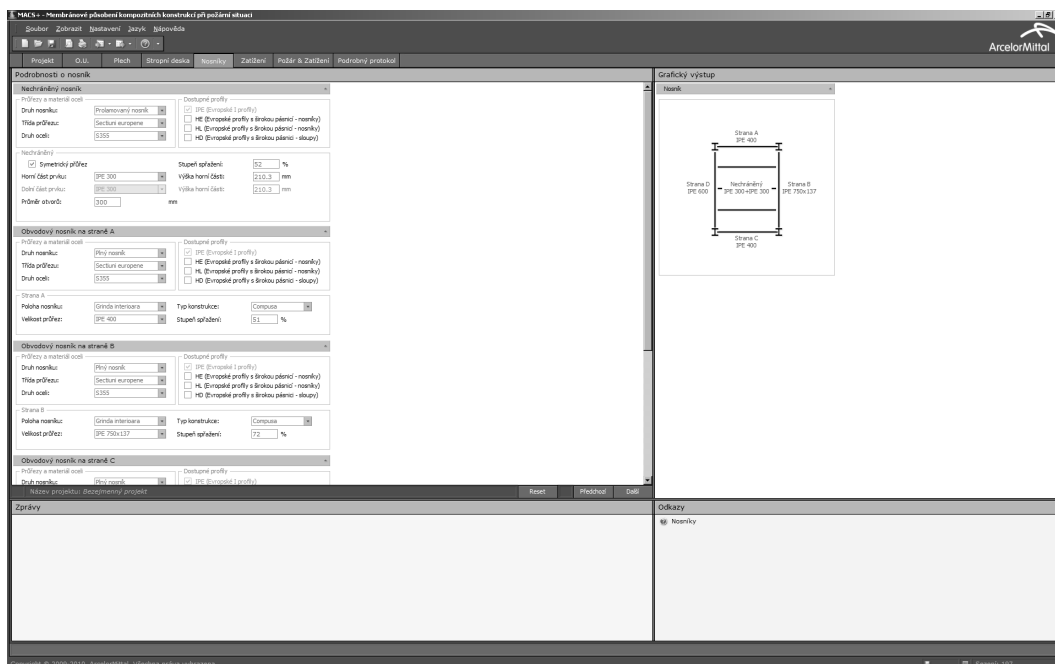 MACS+ - Membránové působení kompozitních konstrukcí při požární situaci
Soubor Zobrazit Nastavení Jazyk Nápověda
ArcelorMittal
Projekt O.U. Plech Stropní deska Nosníky Zatížení Požár & Zatížení Podrobný protokol
Podrobnosti o nosník
Nechráněný nosník
Průřezy a materiál oceli
Druh nosníku: Prolamovaný nosník
Třída průřezu: Sectiuni europene
Druh oceli: S355
Dostupné profily
IPE (Evropské I profily)
HE (Evropské profily s širokou pásnicí - nosníky)
HL (Evropské profily s širokou pásnicí - nosníky)
HD (Evropské profily s širokou pásnicí - sloupy)
Nechráněný
Symetrický průřez Stupeň spřažení: 52 %
Horní část prvku: IPE 300 Výška horní části: 210.3 mm
Dolní část prvku: IPE 300 Výška horní části: 210.3 mm
Průměr otvorů: 300 mm
Obvodový nosník na straně A
Průřezy a materiál oceli
Druh nosníku: Plný nosník
Třída průřezu: Sectiuni europene
Druh oceli: S355
Dostupné profily
IPE (Evropské I profily)
HE (Evropské profily s širokou pásnicí - nosníky)
HL (Evropské profily s širokou pásnicí - nosníky)
HD (Evropské profily s širokou pásnicí - sloupy)
Strana A
Poloha nosníku: Grinda interioara Typ konstrukce: Compusa
Velikost průřez: IPE 400 Stupeň spřažení: 51 %
Obvodový nosník na straně B
Průřezy a materiál oceli
Druh nosníku: Plný nosník
Třída průřezu: Sectiuni europene
Druh oceli: S355
Dostupné profily
IPE (Evropské I profily)
HE (Evropské profily s širokou pásnicí - nosníky)
HL (Evropské profily s širokou pásnicí - nosníky)
HD (Evropské profily s širokou pásnicí - sloupy)
Strana B
Poloha nosníku: Grinda interioara Typ konstrukce: Compusa
Velikost průřez: IPE 750x137 Stupeň spřažení: 72 %
Obvodový nosník na straně C
Průřezy a materiál oceli
Druh nosníku: Plný nosník
Dostupné profily
IPE (Evropské I profily)
Název projektu: Bezejmenný projekt
Reset Předchozí Další
Grafický výstup
Nosník
Strana A
IPE 400
Strana D
IPE 600
Nechráněný
IPE 300+IPE 300
Strana B
IPE 750x137
Strana C
IPE 400
Zprávy
Odkazy
Nosníky
Copyright © 2009-2010, ArcelorMittal. Všechna práva vyhrazena.